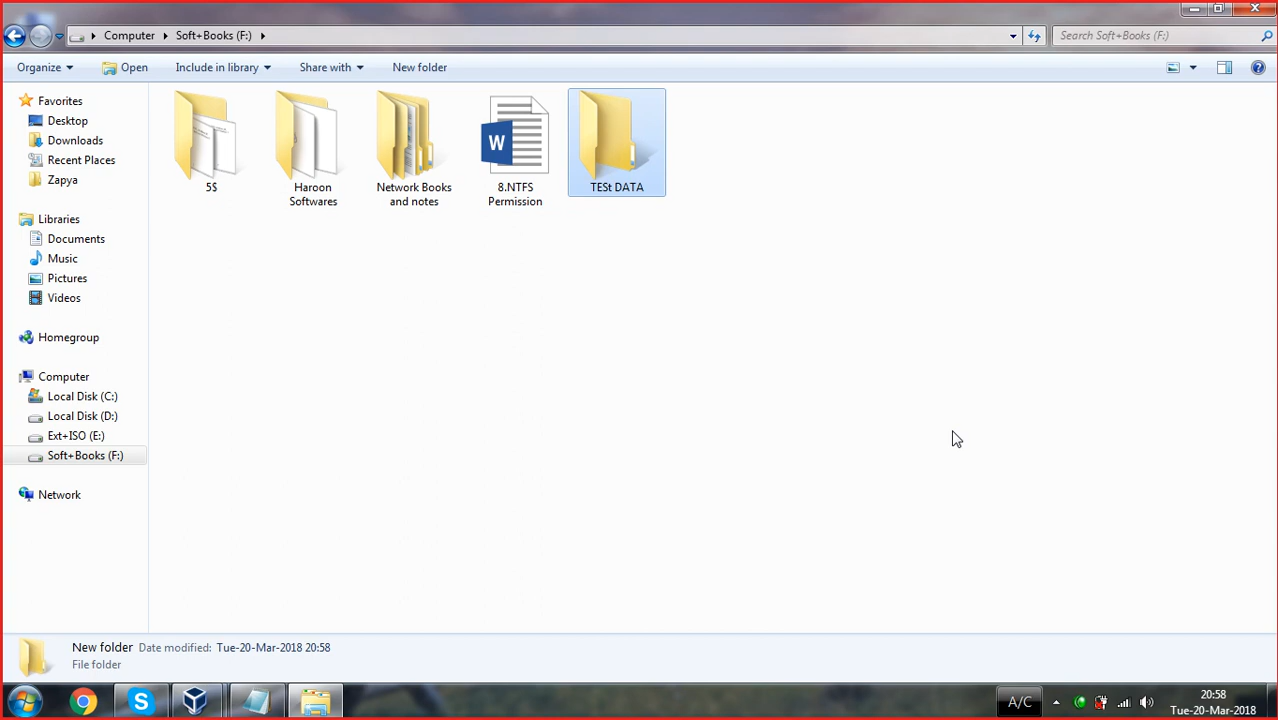 Computer
Soft+Books (F:)
Search Soft+Books (F:)
Organize
Open
Include in library
Share with
New folder
Favorites
Desktop
Downloads
Recent Places
Zapya
Libraries
Documents
Music
Pictures
Videos
Homegroup
Computer
Local Disk (C:)
Local Disk (D:)
Ext+ISO (E:)
Soft+Books (F:)
Network
5$
Haroon
Softwares
Network Books
and notes
W
8.NTFS
Permission
TESt DATA
New folder Date modified: Tue-20-Mar-2018 20:58
File folder
A/C
20:58
Tue-20-Mar-2018